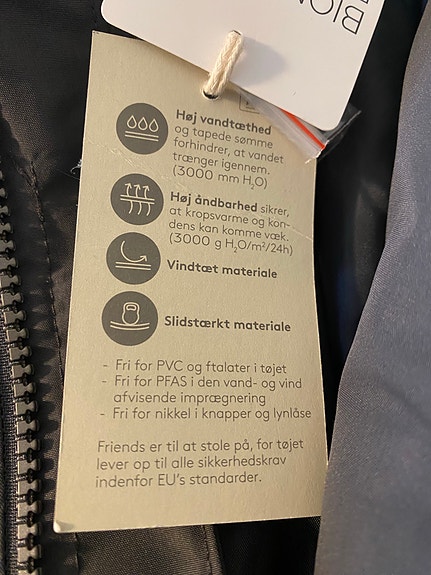 BION
Høj vandtæthed
og tapede sømme
forhindrer, at vandet
trænger igennem.
(3000 mm H₂O)
Høj åndbarhed sikrer,
at kropsvarme og kon-
dens kan komme væk.
(3000 g H₂O/m²/24h)
Vindtæt materiale
Slidstærkt materiale
- Fri for PVC og ftalater i tøjet
- Fri for PFAS i den vand- og vind
afvisende imprægnering
- Fri for nikkel i knapper og lynlåse
Friends er til at stole på, for tøjet
lever op til alle sikkerhedskrav
indenfor EU's standarder.